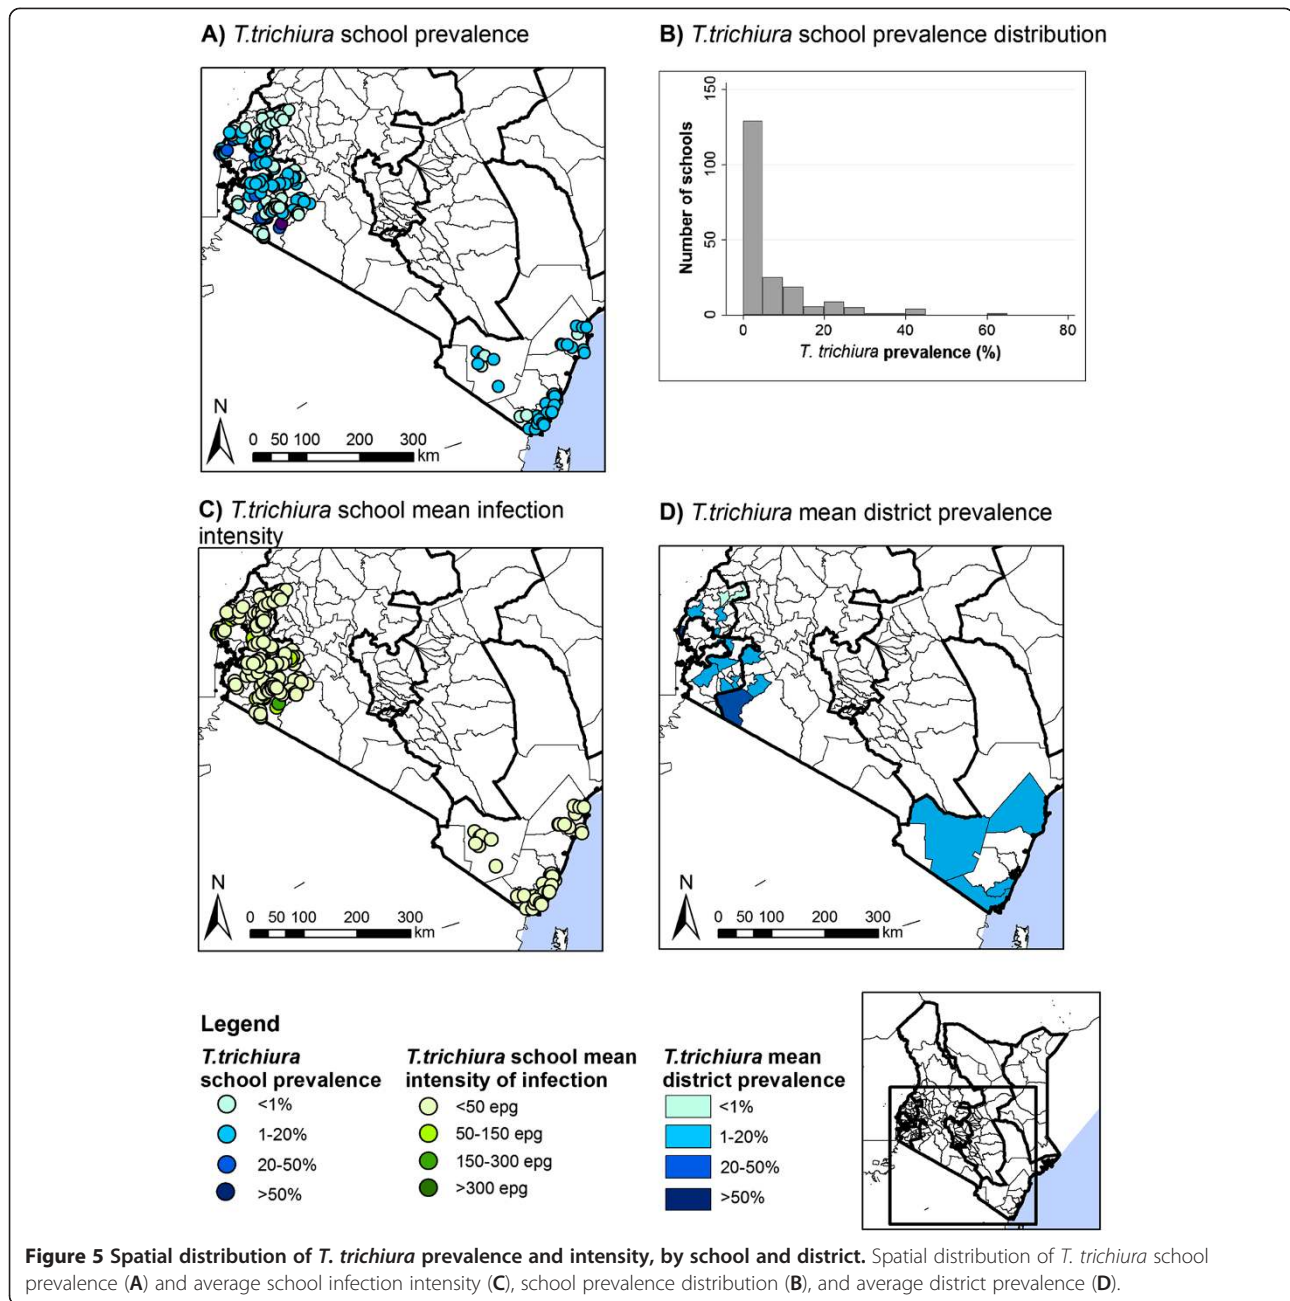 A) T.trichiura school prevalence
B) T.trichiura school prevalence distribution
150
100
50
0
Number of schools
0 20 40 60 80
T. trichiura prevalence (%)
N
0 50 100 200 300
km
C) T.trichiura school mean infection
intensity
D) T.trichiura mean district prevalence
N
0 50 100 200 300
km
N
0 50 100 200 300
km
Legend
T.trichiura
school prevalence
<1%
1-20%
20-50%
>50%
T.trichiura school mean
intensity of infection
<50 epg
50-150 epg
150-300 epg
>300 epg
T.trichiura mean
district prevalence
<1%
1-20%
20-50%
>50%
Figure 5 Spatial distribution of T. trichiura prevalence and intensity, by school and district. Spatial distribution of T. trichiura school
prevalence (A) and average school infection intensity (C), school prevalence distribution (B), and average district prevalence (D).